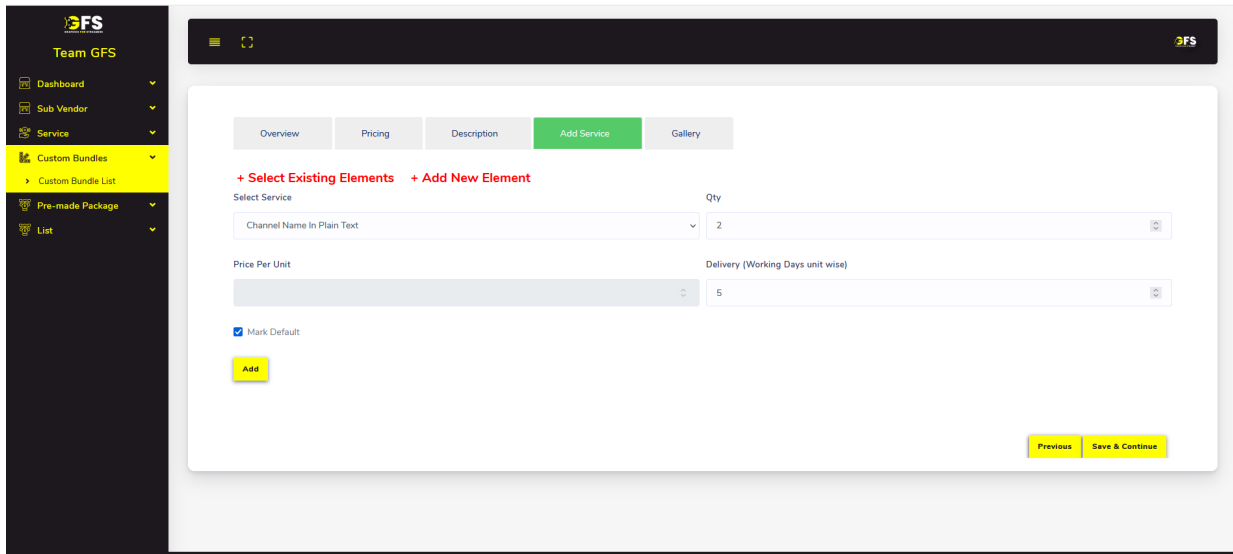 GFS
Team GFS
GFS
Dashboard
Sub Vendor
Service
Custom Bundles
Custom Bundle List
Pre-made Package
List
Overview Pricing Description Add Service Gallery
+ Select Existing Elements + Add New Element
Select Service Qty
Channel Name In Plain Text 2
Price Per Unit Delivery (Working Days unit wise)
5
Mark Default
Add
Previous Save & Continue